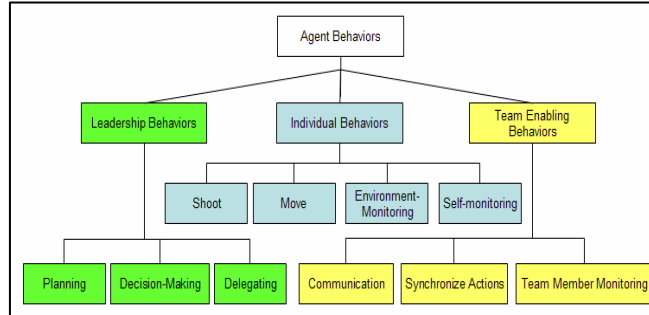 Agent Behaviors
Leadership Behaviors
Individual Behaviors
Team Enabling
Behaviors
Shoot
Move
Environment-
Monitoring
Self-monitoring
Planning
Decision-Making
Delegating
Communication
Synchronize Actions
Team Member Monitoring